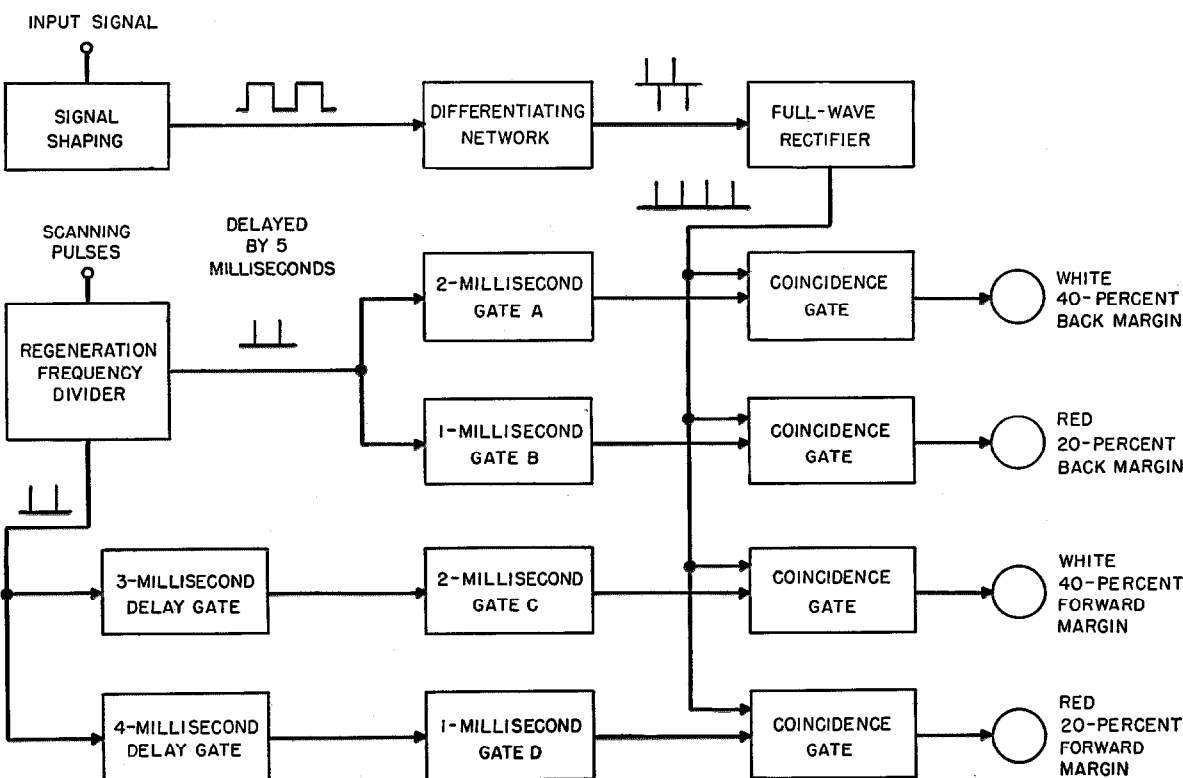 INPUT SIGNAL
SIGNAL
SHAPING
DIFFERENTIATING
NETWORK
FULL-WAVE
RECTIFIER
SCANNING
PULSES
DELAYED
BY 5
MILLISECONDS
REGENERATION
FREQUENCY
DIVIDER
2-MILLISECOND
GATE A
COINCIDENCE
GATE
WHITE
40-PERCENT
BACK MARGIN
1-MILLISECOND
GATE B
COINCIDENCE
GATE
RED
20-PERCENT
BACK MARGIN
3-MILLISECOND
DELAY GATE
2-MILLISECOND
GATE C
COINCIDENCE
GATE
WHITE
40-PERCENT
FORWARD
MARGIN
4-MILLISECOND
DELAY GATE
1-MILLISECOND
GATE D
COINCIDENCE
GATE
RED
20-PERCENT
FORWARD
MARGIN